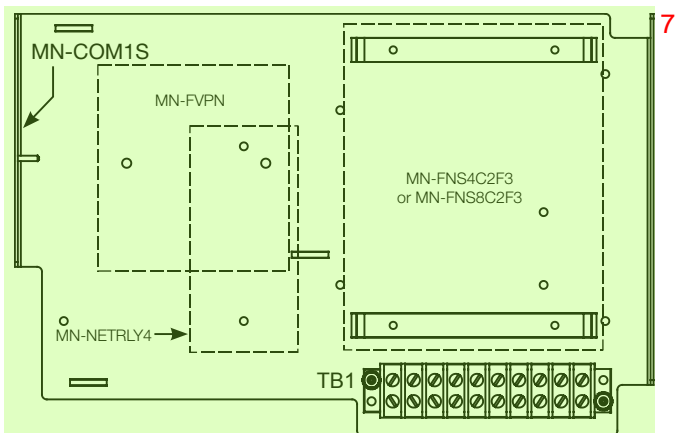 7
MN-COM1S
MN-FVPN
MN-FNS4C2F3
or MN-FNS8C2F3
MN-NETRLY4
TB1